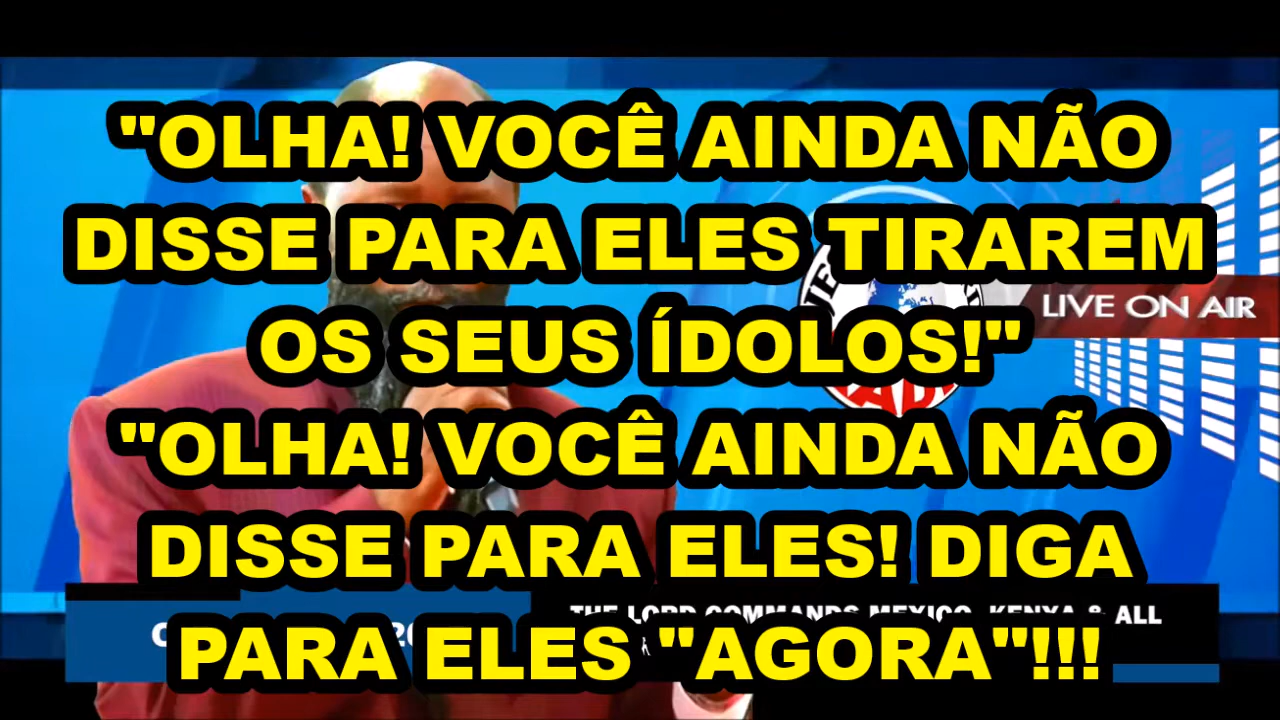 "OLHA! VOCÊ AINDA NÃO
DISSE PARA ELES TIRAREM
OS SEUS ÍDOLOS!"
LIVE ON AIR
"OLHA! VOCÊ AINDA NÃO
DISSE PARA ELES! DIGA
THE LORD COMMANDS MEXICO, KENYA & ALL
PARA ELES "AGORA"!!!